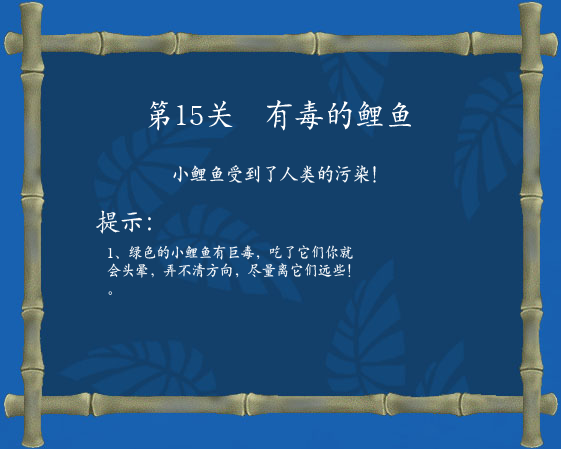 第15关　有毒的鲤鱼
小鲤鱼受到了人类的污染!
提示:
1、绿色的小鲤鱼有巨毒，吃了它们你就
会头晕，弄不清方向，尽量离它们远些!
。